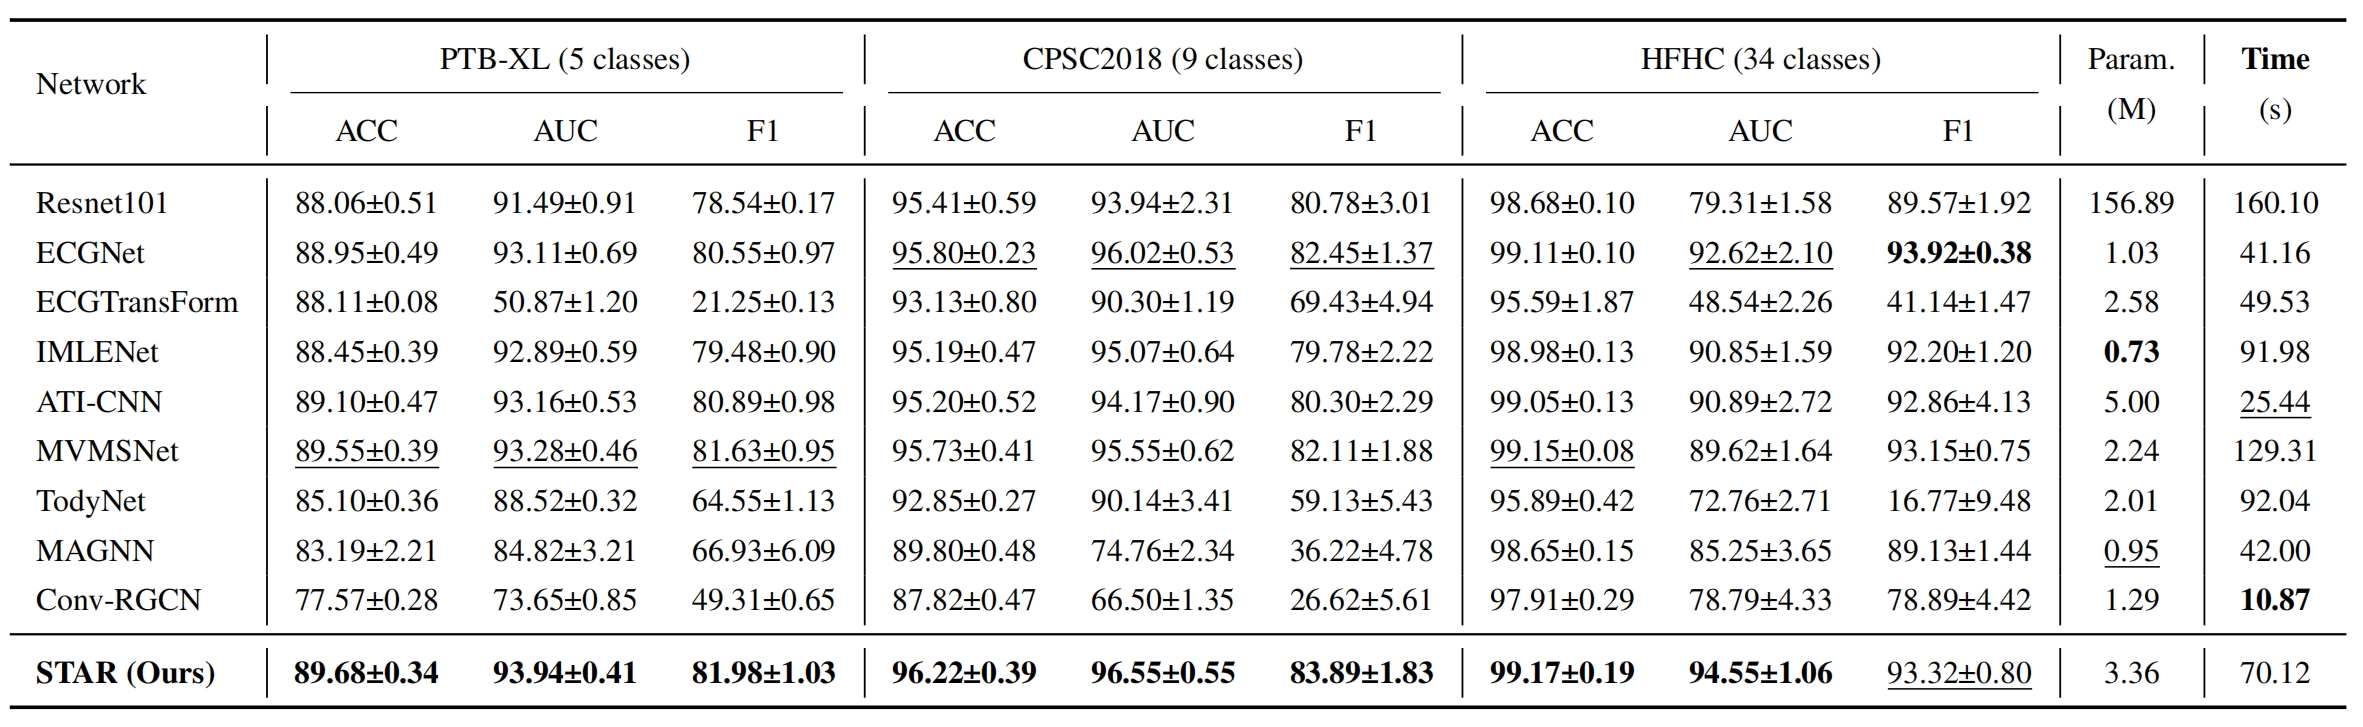 Network PTB-XL (5 classes) CPSC2018 (9 classes) HFHC (34 classes) Param. (M) Time (s)
ACC AUC F1 ACC AUC F1 ACC AUC F1
Resnet101 88.06±0.51 91.49±0.91 78.54±0.17 95.41±0.59 93.94±2.31 80.78±3.01 98.68±0.10 79.31±1.58 89.57±1.92 156.89 160.10
ECGNet 88.95±0.49 93.11±0.69 80.55±0.97 95.80±0.23 96.02±0.53 82.45±1.37 99.11±0.10 92.62±2.10 93.92±0.38 1.03 41.16
ECGTransForm 88.11±0.08 50.87±1.20 21.25±0.13 93.13±0.80 90.30±1.19 69.43±4.94 95.59±1.87 48.54±2.26 41.14±1.47 2.58 49.53
IMLENet 88.45±0.39 92.89±0.59 79.48±0.90 95.19±0.47 95.07±0.64 79.78±2.22 98.98±0.13 90.85±1.59 92.20±1.20 0.73 91.98
ATI-CNN 89.10±0.47 93.16±0.53 80.89±0.98 95.20±0.52 94.17±0.90 80.30±2.29 99.05±0.13 90.89±2.72 92.86±4.13 5.00 25.44
MVMSNet 89.55±0.39 93.28±0.46 81.63±0.95 95.73±0.41 95.55±0.62 82.11±1.88 99.15±0.08 89.62±1.64 93.15±0.75 2.24 129.31
TodyNet 85.10±0.36 88.52±0.32 64.55±1.13 92.85±0.27 90.14±3.41 59.13±5.43 95.89±0.42 72.76±2.71 16.77±9.48 2.01 92.04
MAGNN 83.19±2.21 84.82±3.21 66.93±6.09 89.80±0.48 74.76±2.34 36.22±4.78 98.65±0.15 85.25±3.65 89.13±1.44 0.95 42.00
Conv-RGCN 77.57±0.28 73.65±0.85 49.31±0.65 87.82±0.47 66.50±1.35 26.62±5.61 97.91±0.29 78.79±4.33 78.89±4.42 1.29 10.87
STAR (Ours) 89.68±0.34 93.94±0.41 81.98±1.03 96.22±0.39 96.55±0.55 83.89±1.83 99.17±0.19 94.55±1.06 93.32±0.80 3.36 70.12